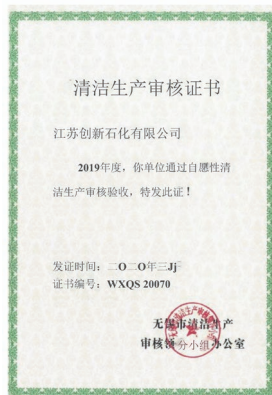 清洁生产审核证书
江苏创新石化有限公司
2019年度，你单位通过自愿性清
洁生产审核验收，特发此证！
发证时间：二O二O年三Jj
证书编号：WXQS 20070
无锡市清洁生产
审核领分小组办公室